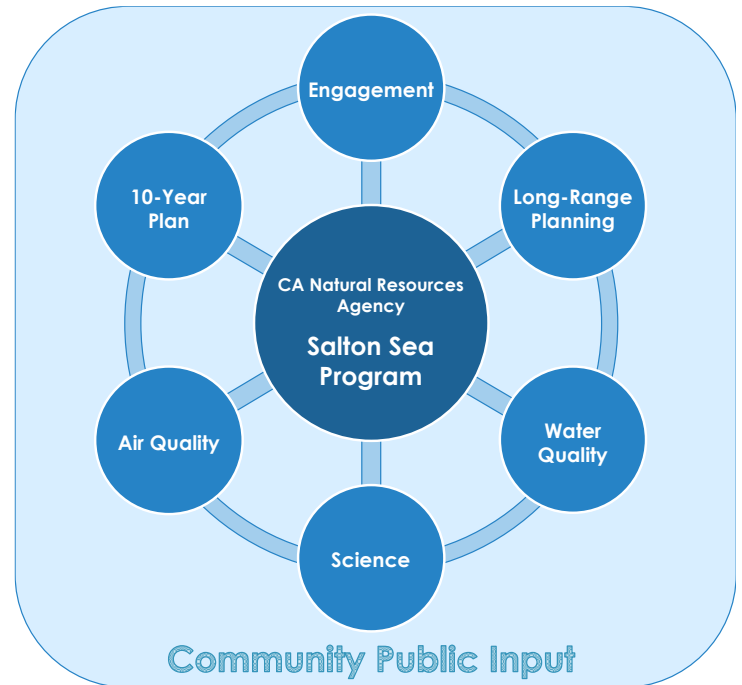 Engagement
10-Year
Plan
Long-Range
Planning
CA Natural Resources
Agency
Salton Sea
Program
Air Quality
Water
Quality
Science
Community Public Input